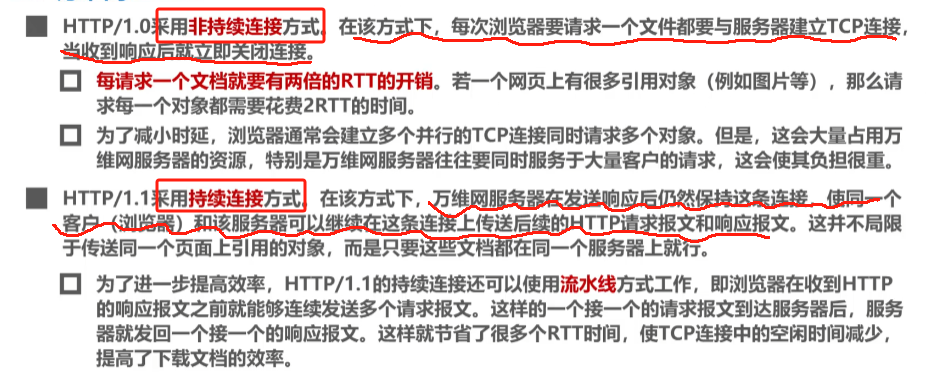 HTTP/1.0采用非持续连接方式。在该方式下，每次浏览器要请求一个文件都要与服务器建立TCP连接，
当收到响应后就立即关闭连接。
每请求一个文档就要有两倍的RTT的开销。若一个网页上有很多引用对象（例如图片等），那么请
求每一个对象都需要花费2RTT的时间。
为了减小时延，浏览器通常会建立多个并行的TCP连接同时请求多个对象。但是，这会大量占用万
维网服务器的资源，特别是万维网服务器往往要同时服务于大量客户的请求，这会使其负担很重。
HTTP/1.1采用持续连接方式。在该方式下，万维网服务器在发送响应后仍然保持这条连接，使同一个
客户（浏览器）和该服务器可以继续在这条连接上传送后续的HTTP请求报文和响应报文。这并不局限
于传送同一个页面上引用的对象，而是只要这些文档都在同一个服务器上就行。
为了进一步提高效率，HTTP/1.1的持续连接还可以使用流水线方式工作，即浏览器在收到HTTP
的响应报文之前就能够连续发送多个请求报文。这样的一个接一个的请求报文到达服务器后，服务
器就发回一个接一个的响应报文。这样就节省了很多个RTT时间，使TCP连接中的空闲时间减少，
提高了下载文档的效率。